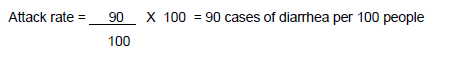 Attack rate = 90 X 100 = 90 cases of diarrhea per 100 people
100